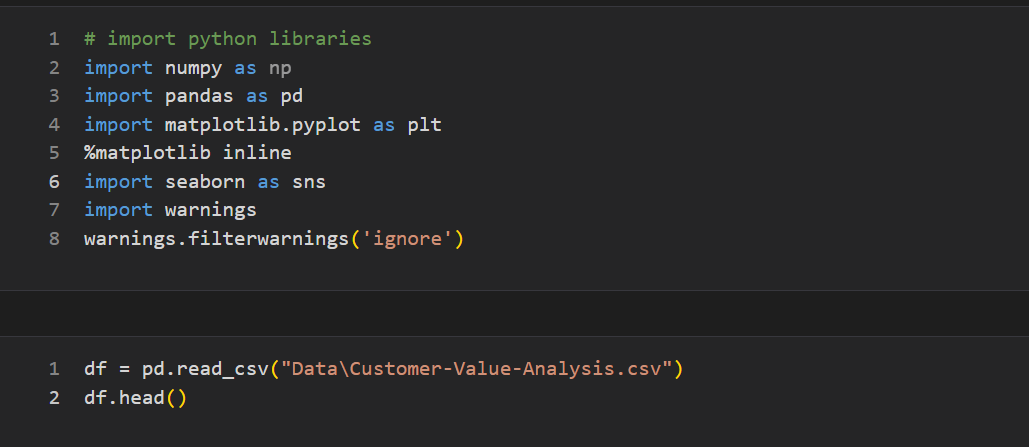 1 # import python libraries
2 import numpy as np
3 import pandas as pd
4 import matplotlib.pyplot as plt
5 %matplotlib inline
6 import seaborn as sns
7 import warnings
8 warnings.filterwarnings('ignore')
1 df = pd.read_csv("Data\Customer-Value-Analysis.csv")
2 df.head()